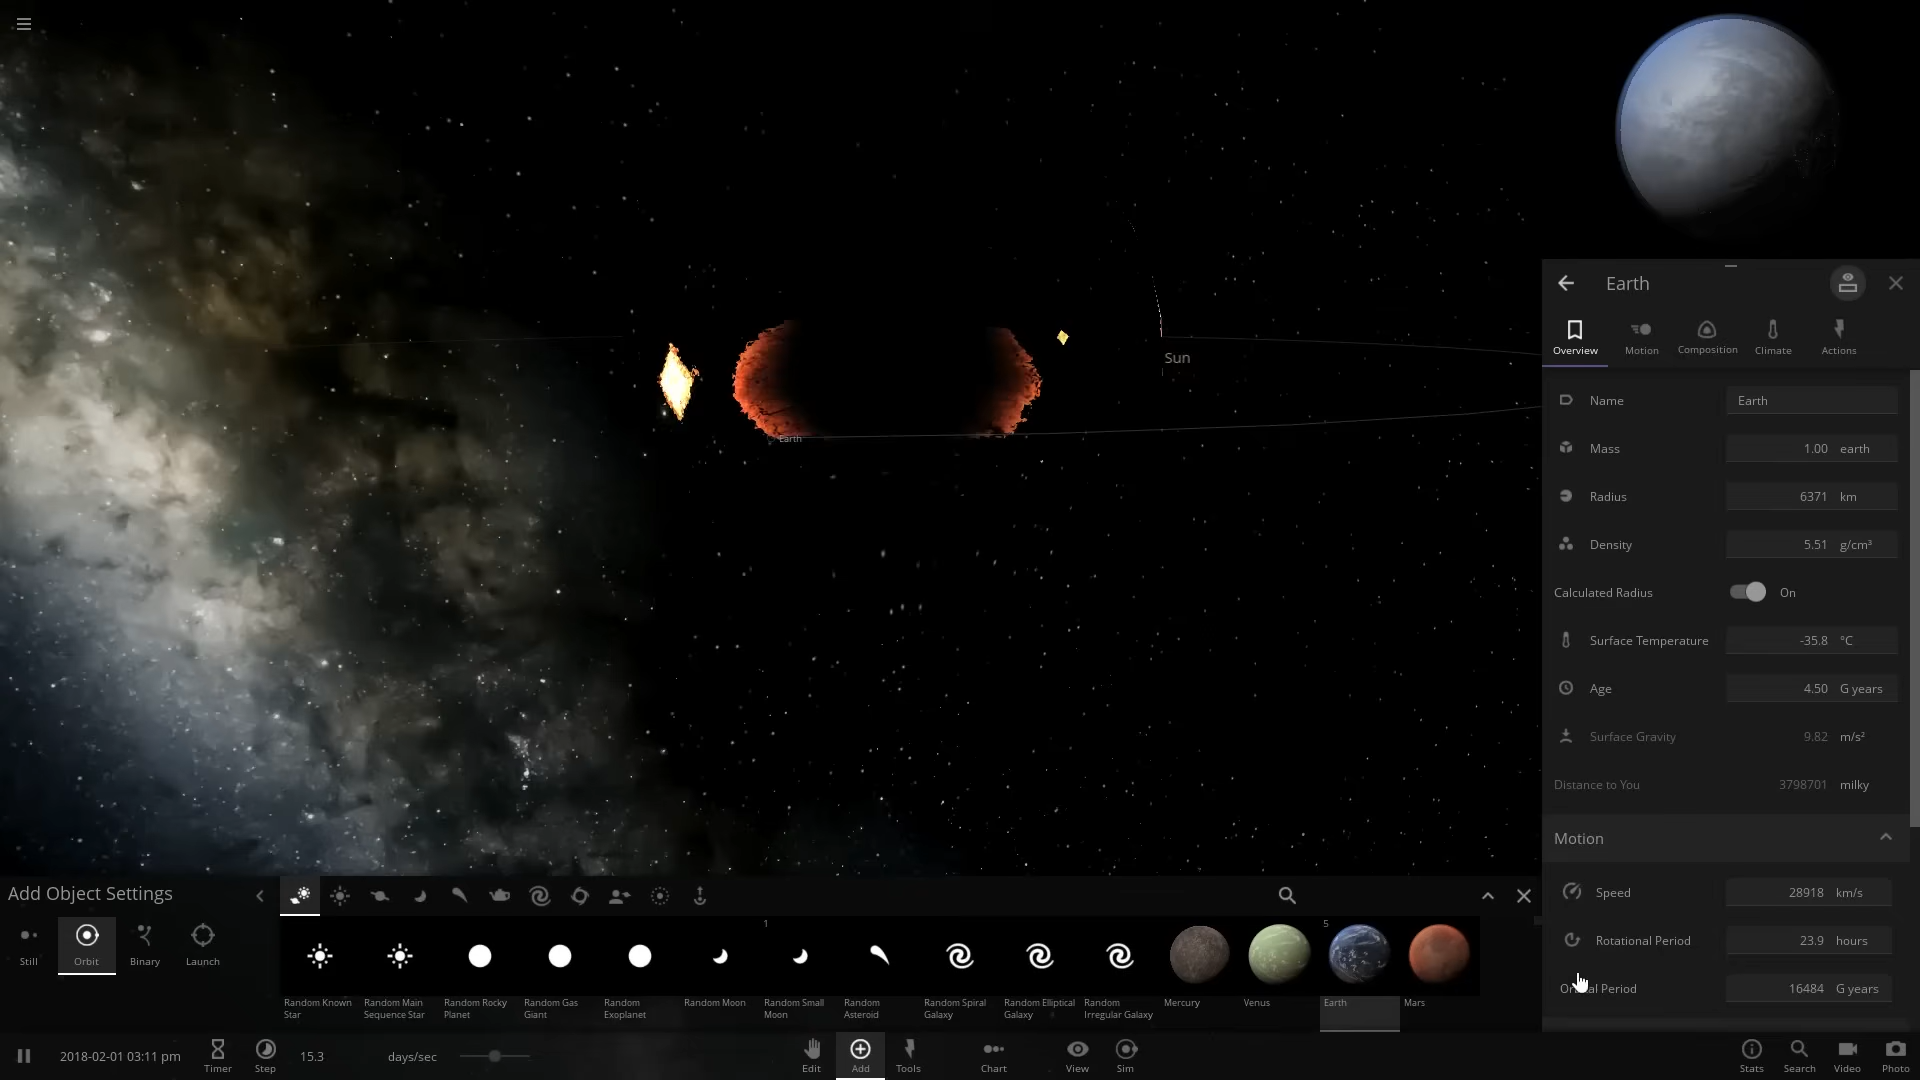 Sun
Earth
Earth
Overview
Motion
Composition
Climate
Actions
Name Earth
Mass 1.00 earth
Radius 6371 km
Density 5.51 g/cm³
Calculated Radius On
Surface Temperature -35.8 °C
Age 4.50 G years
Surface Gravity 9.82 m/s²
Distance to You 3798701 milky
Motion
Speed 28918 km/s
Rotational Period 23.9 hours
Period 16484 G years
Add Object Settings
Still
Orbit
Binary
Launch
1
5
Random Known
Star
Random Main
Sequence Star
Random Rocky
Planet
Random Gas
Giant
Random
Exoplanet
Random Moon
Random Small
Moon
Random
Asteroid
Random Spiral
Galaxy
Random Elliptical
Galaxy
Random
Irregular Galaxy
Mercury
Venus
Earth
Mars
2018-02-01 03:11 pm
Timer
Step
15.3 days/sec
Edit
Add
Tools
Chart
View
Sim
Stats
Search
Video
Photo